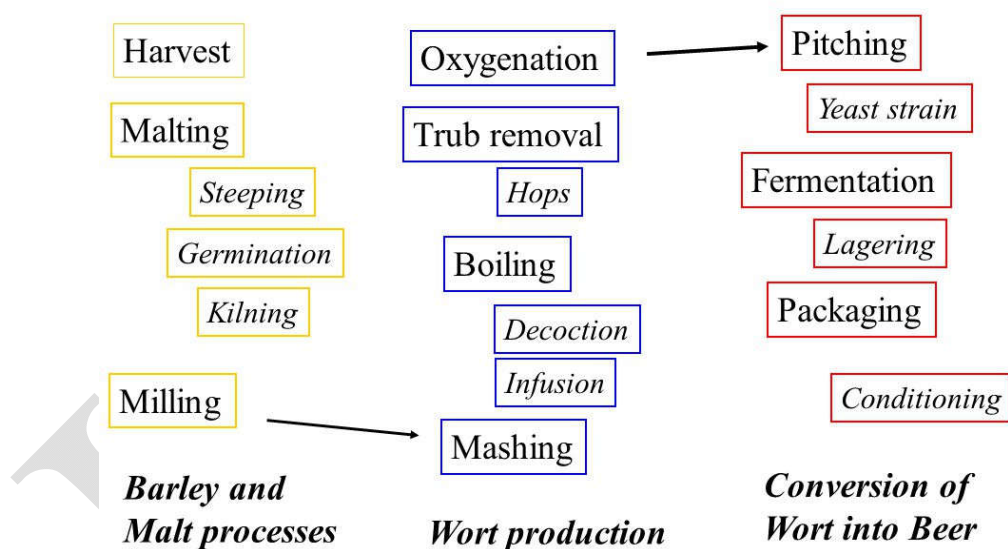 Harvest
Malting
Steeping
Germination
Kilning
Milling
Barley and
Malt processes
Oxygenation
Trub removal
Hops
Boiling
Decoction
Infusion
Mashing
Wort production
Pitching
Yeast strain
Fermentation
Lagering
Packaging
Conditioning
Conversion of
Wort into Beer